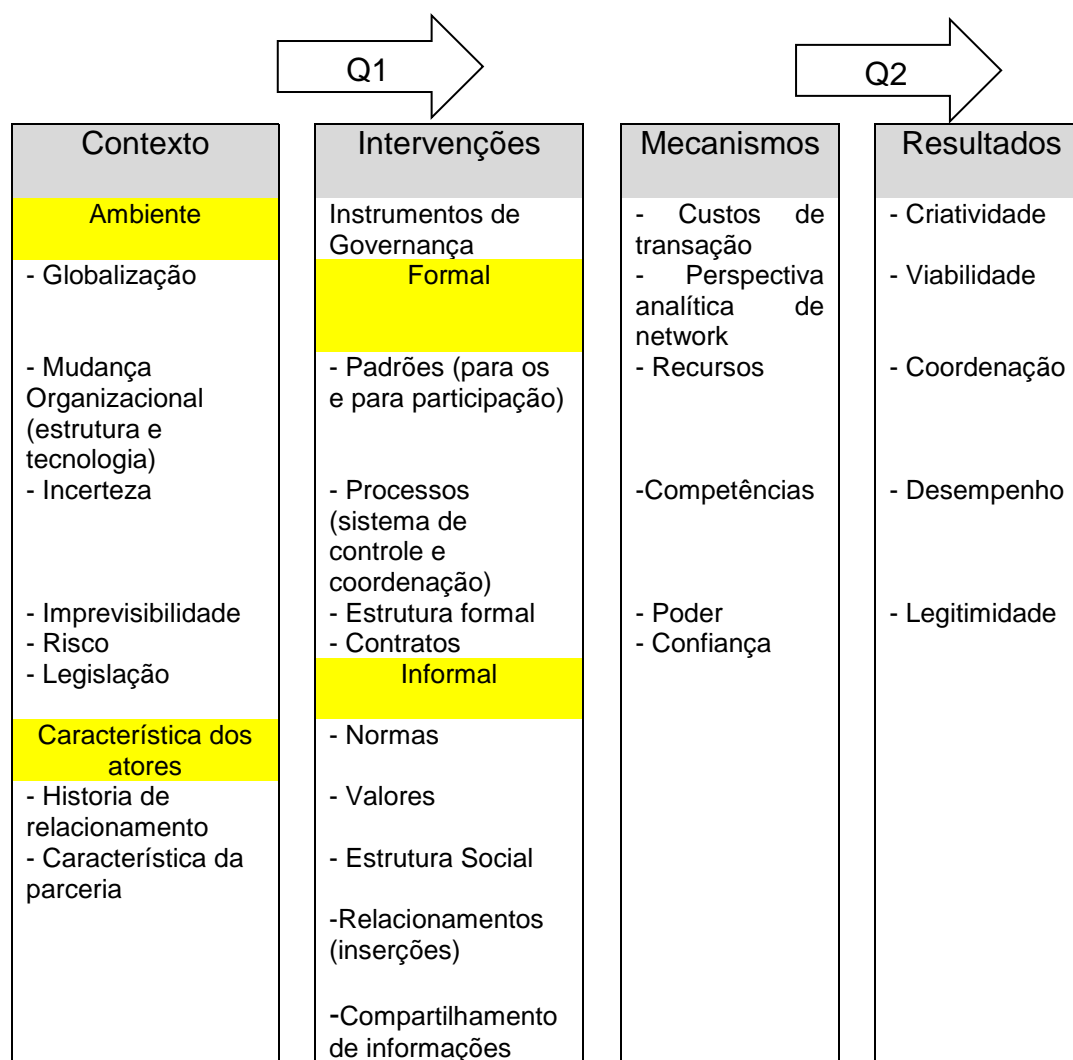 Q1
Q2
Contexto
Ambiente
- Globalização
- Mudança
Organizacional
(estrutura e
tecnologia)
- Incerteza
- Imprevisibilidade
- Risco
- Legislação
Característica dos
atores
- Historia de
relacionamento
- Característica da
parceria
Intervenções
Instrumentos de
Governança
Formal
- Padrões (para os
e para participação)
- Processos
(sistema de
controle e
coordenação)
- Estrutura formal
- Contratos
Informal
- Normas
- Valores
- Estrutura Social
-Relacionamentos
(inserções)
-Compartilhamento
de informações
Mecanismos
- Custos de
transação
- Perspectiva
analítica de
network
- Recursos
-Competências
- Poder
- Confiança
Resultados
- Criatividade
- Viabilidade
- Coordenação
- Desempenho
- Legitimidade